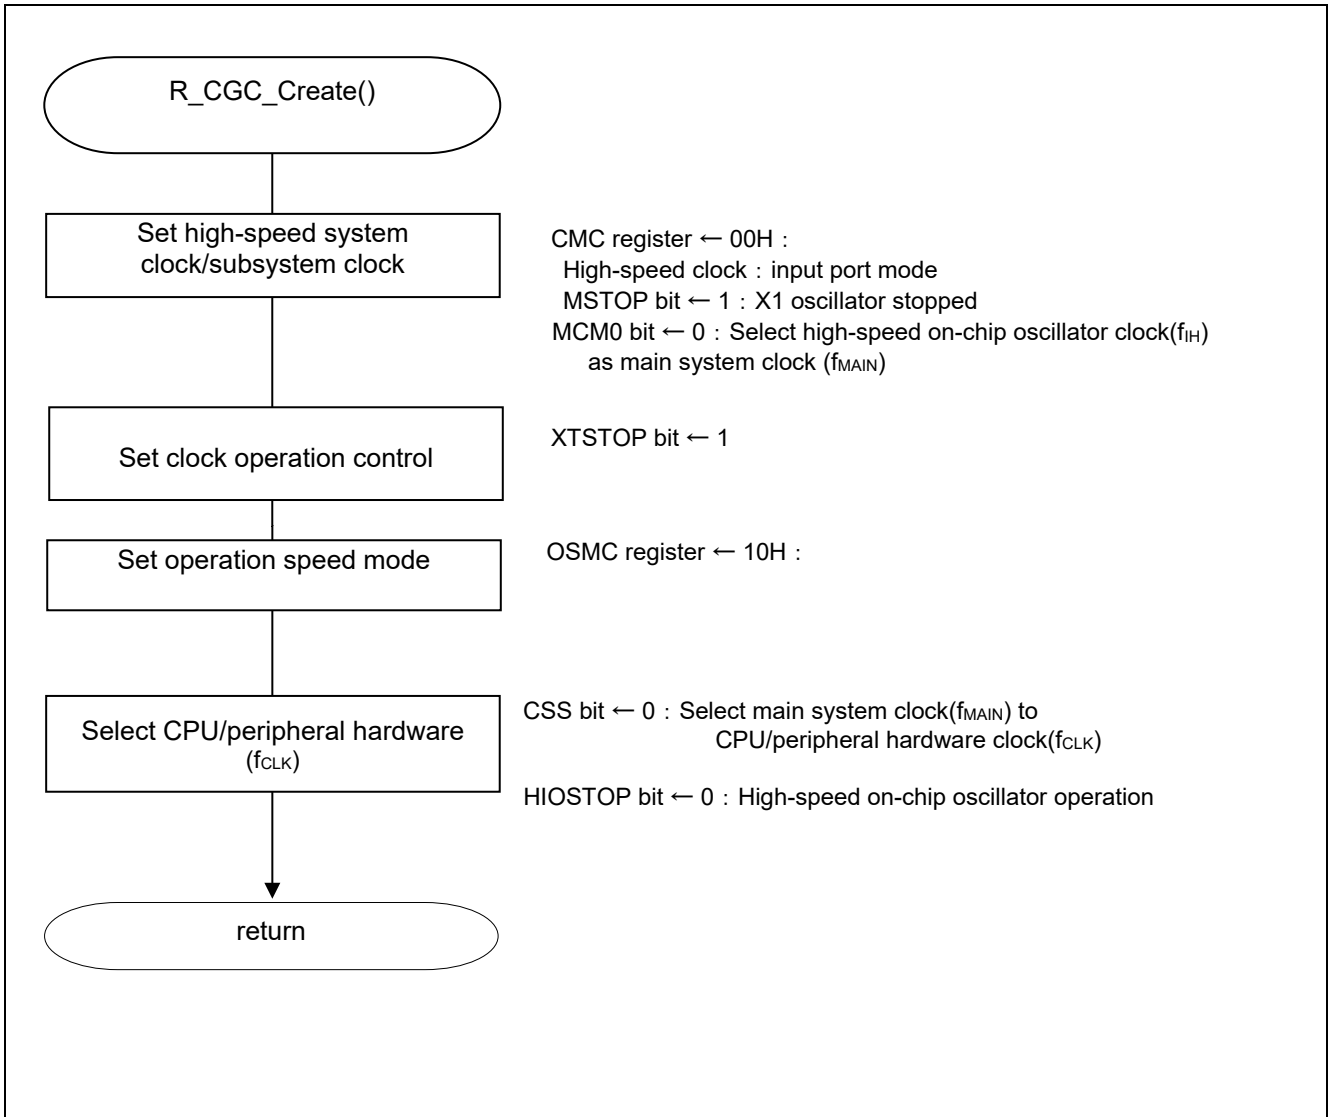 R_CGC_Create()
Set high-speed system
clock/subsystem clock
CMC register ← 00H :
High-speed clock : input port mode
MSTOP bit ← 1 : X1 oscillator stopped
MCM0 bit ← 0 : Select high-speed on-chip oscillator clock(fIH)
as main system clock (fMAIN)
Set clock operation control
XTSTOP bit ← 1
Set operation speed mode
OSMC register ← 10H :
Select CPU/peripheral hardware
(fCLK)
CSS bit ← 0 : Select main system clock(fMAIN) to
CPU/peripheral hardware clock(fCLK)
HIOSTOP bit ← 0 : High-speed on-chip oscillator operation
return